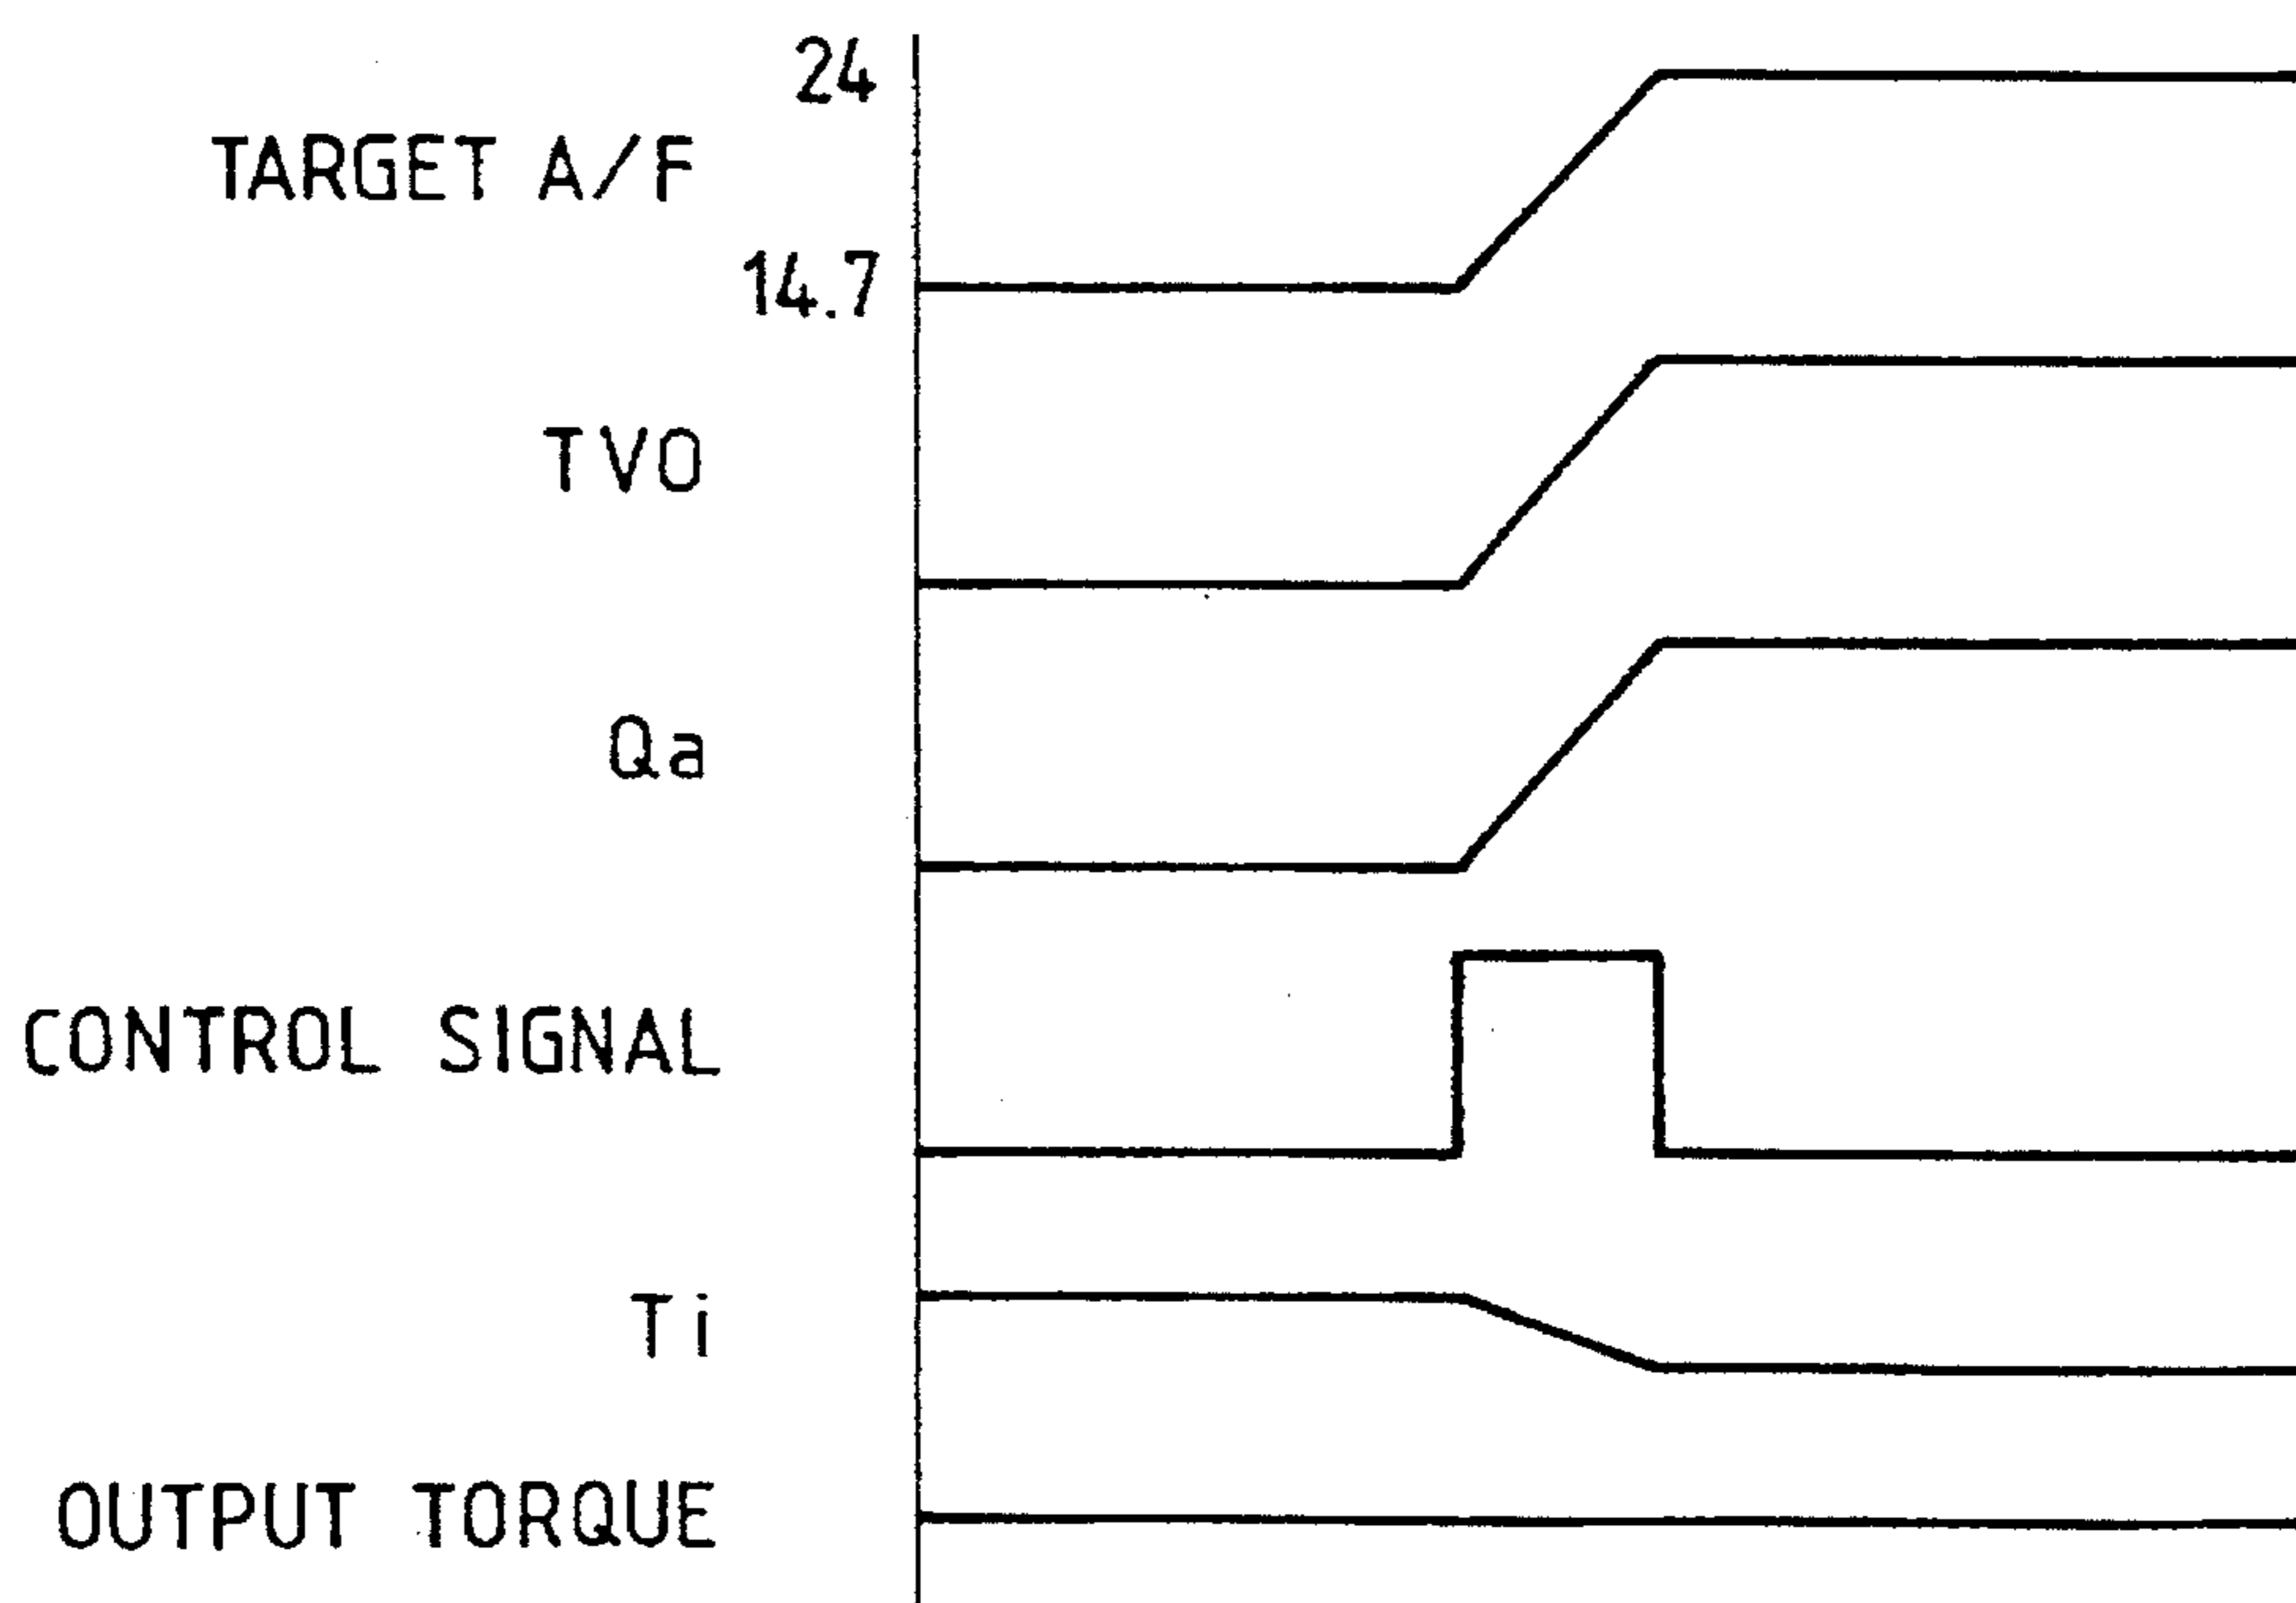 24
TARGET A/F
14.7
TVO
Qa
CONTROL SIGNAL
Ti
OUTPUT TORQUE